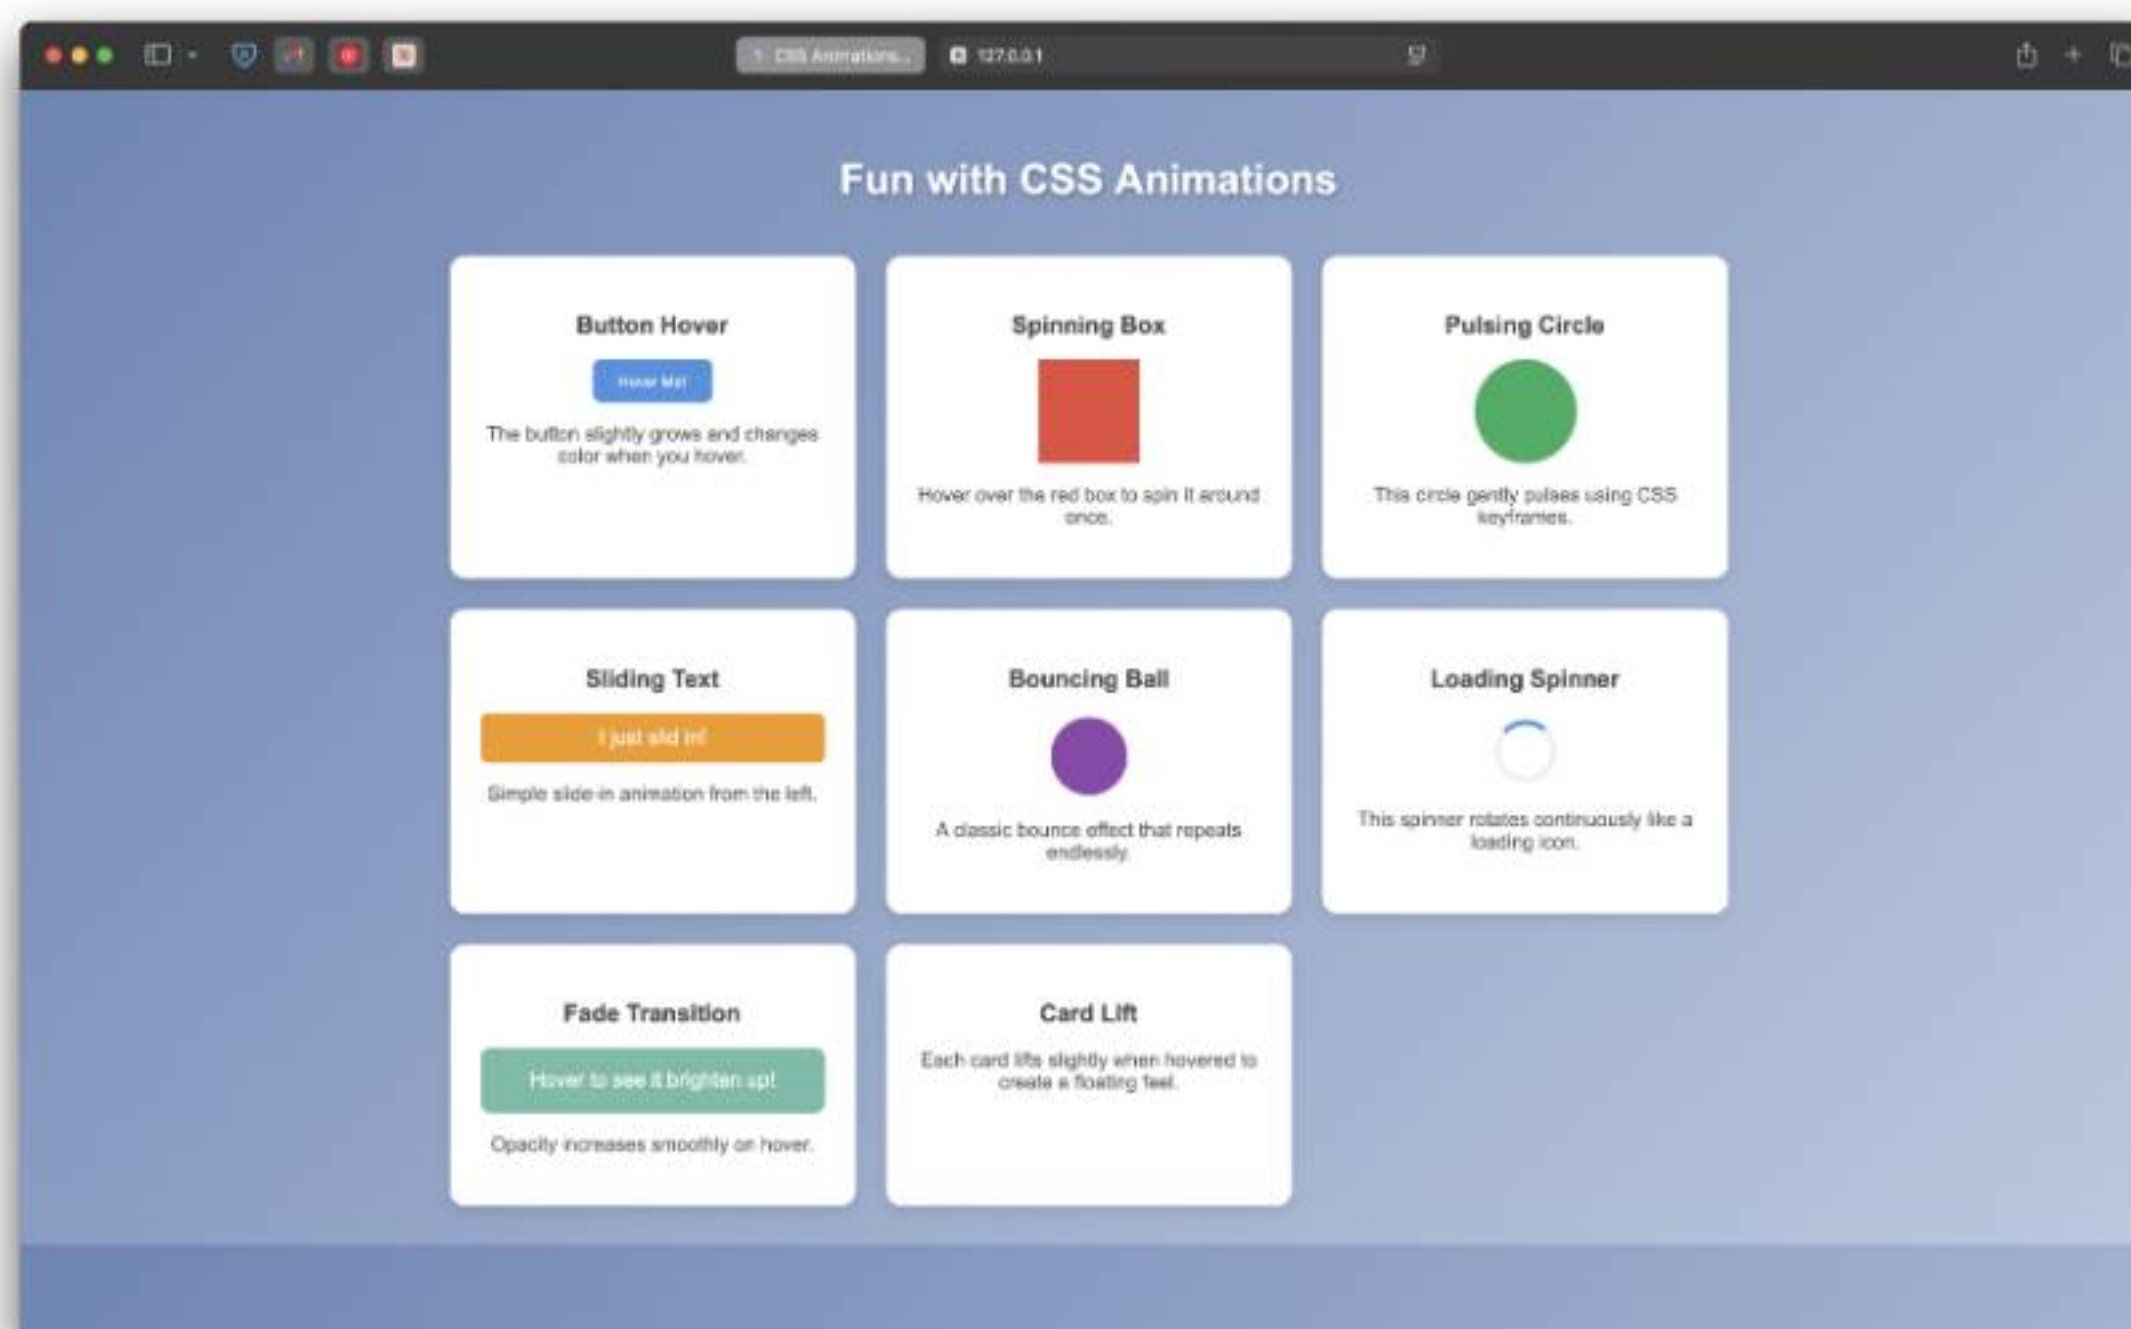 CSS Animations...
127.0.0.1
Fun with CSS Animations
Button Hover
Hover Me!
The button slightly grows and changes
color when you hover.
Spinning Box
Hover over the red box to spin it around
once.
Pulsing Circle
This circle gently pulses using CSS
keyframes.
Sliding Text
I just slid in!
Simple slide-in animation from the left.
Bouncing Ball
A classic bounce effect that repeats
endlessly.
Loading Spinner
This spinner rotates continuously like a
loading icon.
Fade Transition
Hover to see it brighten up!
Opacity increases smoothly on hover.
Card Lift
Each card lifts slightly when hovered to
create a floating feel.